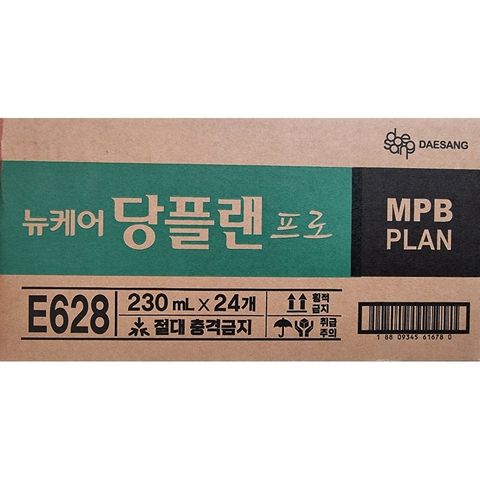 daesang DAESANG
뉴케어 당플랜 프로
MPB
PLAN
E628
230 mL × 24개
절대 충격금지
횡적
금지
취급
주의
1 88 09345 61678 0